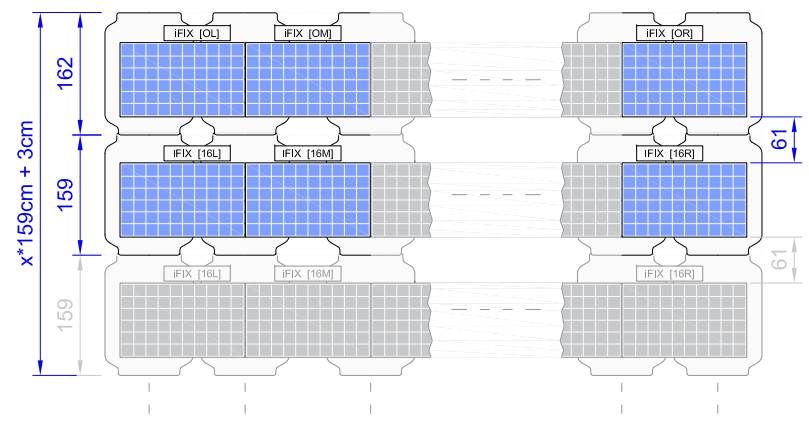 iFIX [OL]
iFIX [OM]
iFIX [OR]
162
61
iFIX [16L]
iFIX [16M]
iFIX [16R]
159
x*159cm + 3cm
61
iFIX [16L]
iFIX [16M]
iFIX [16R]
159